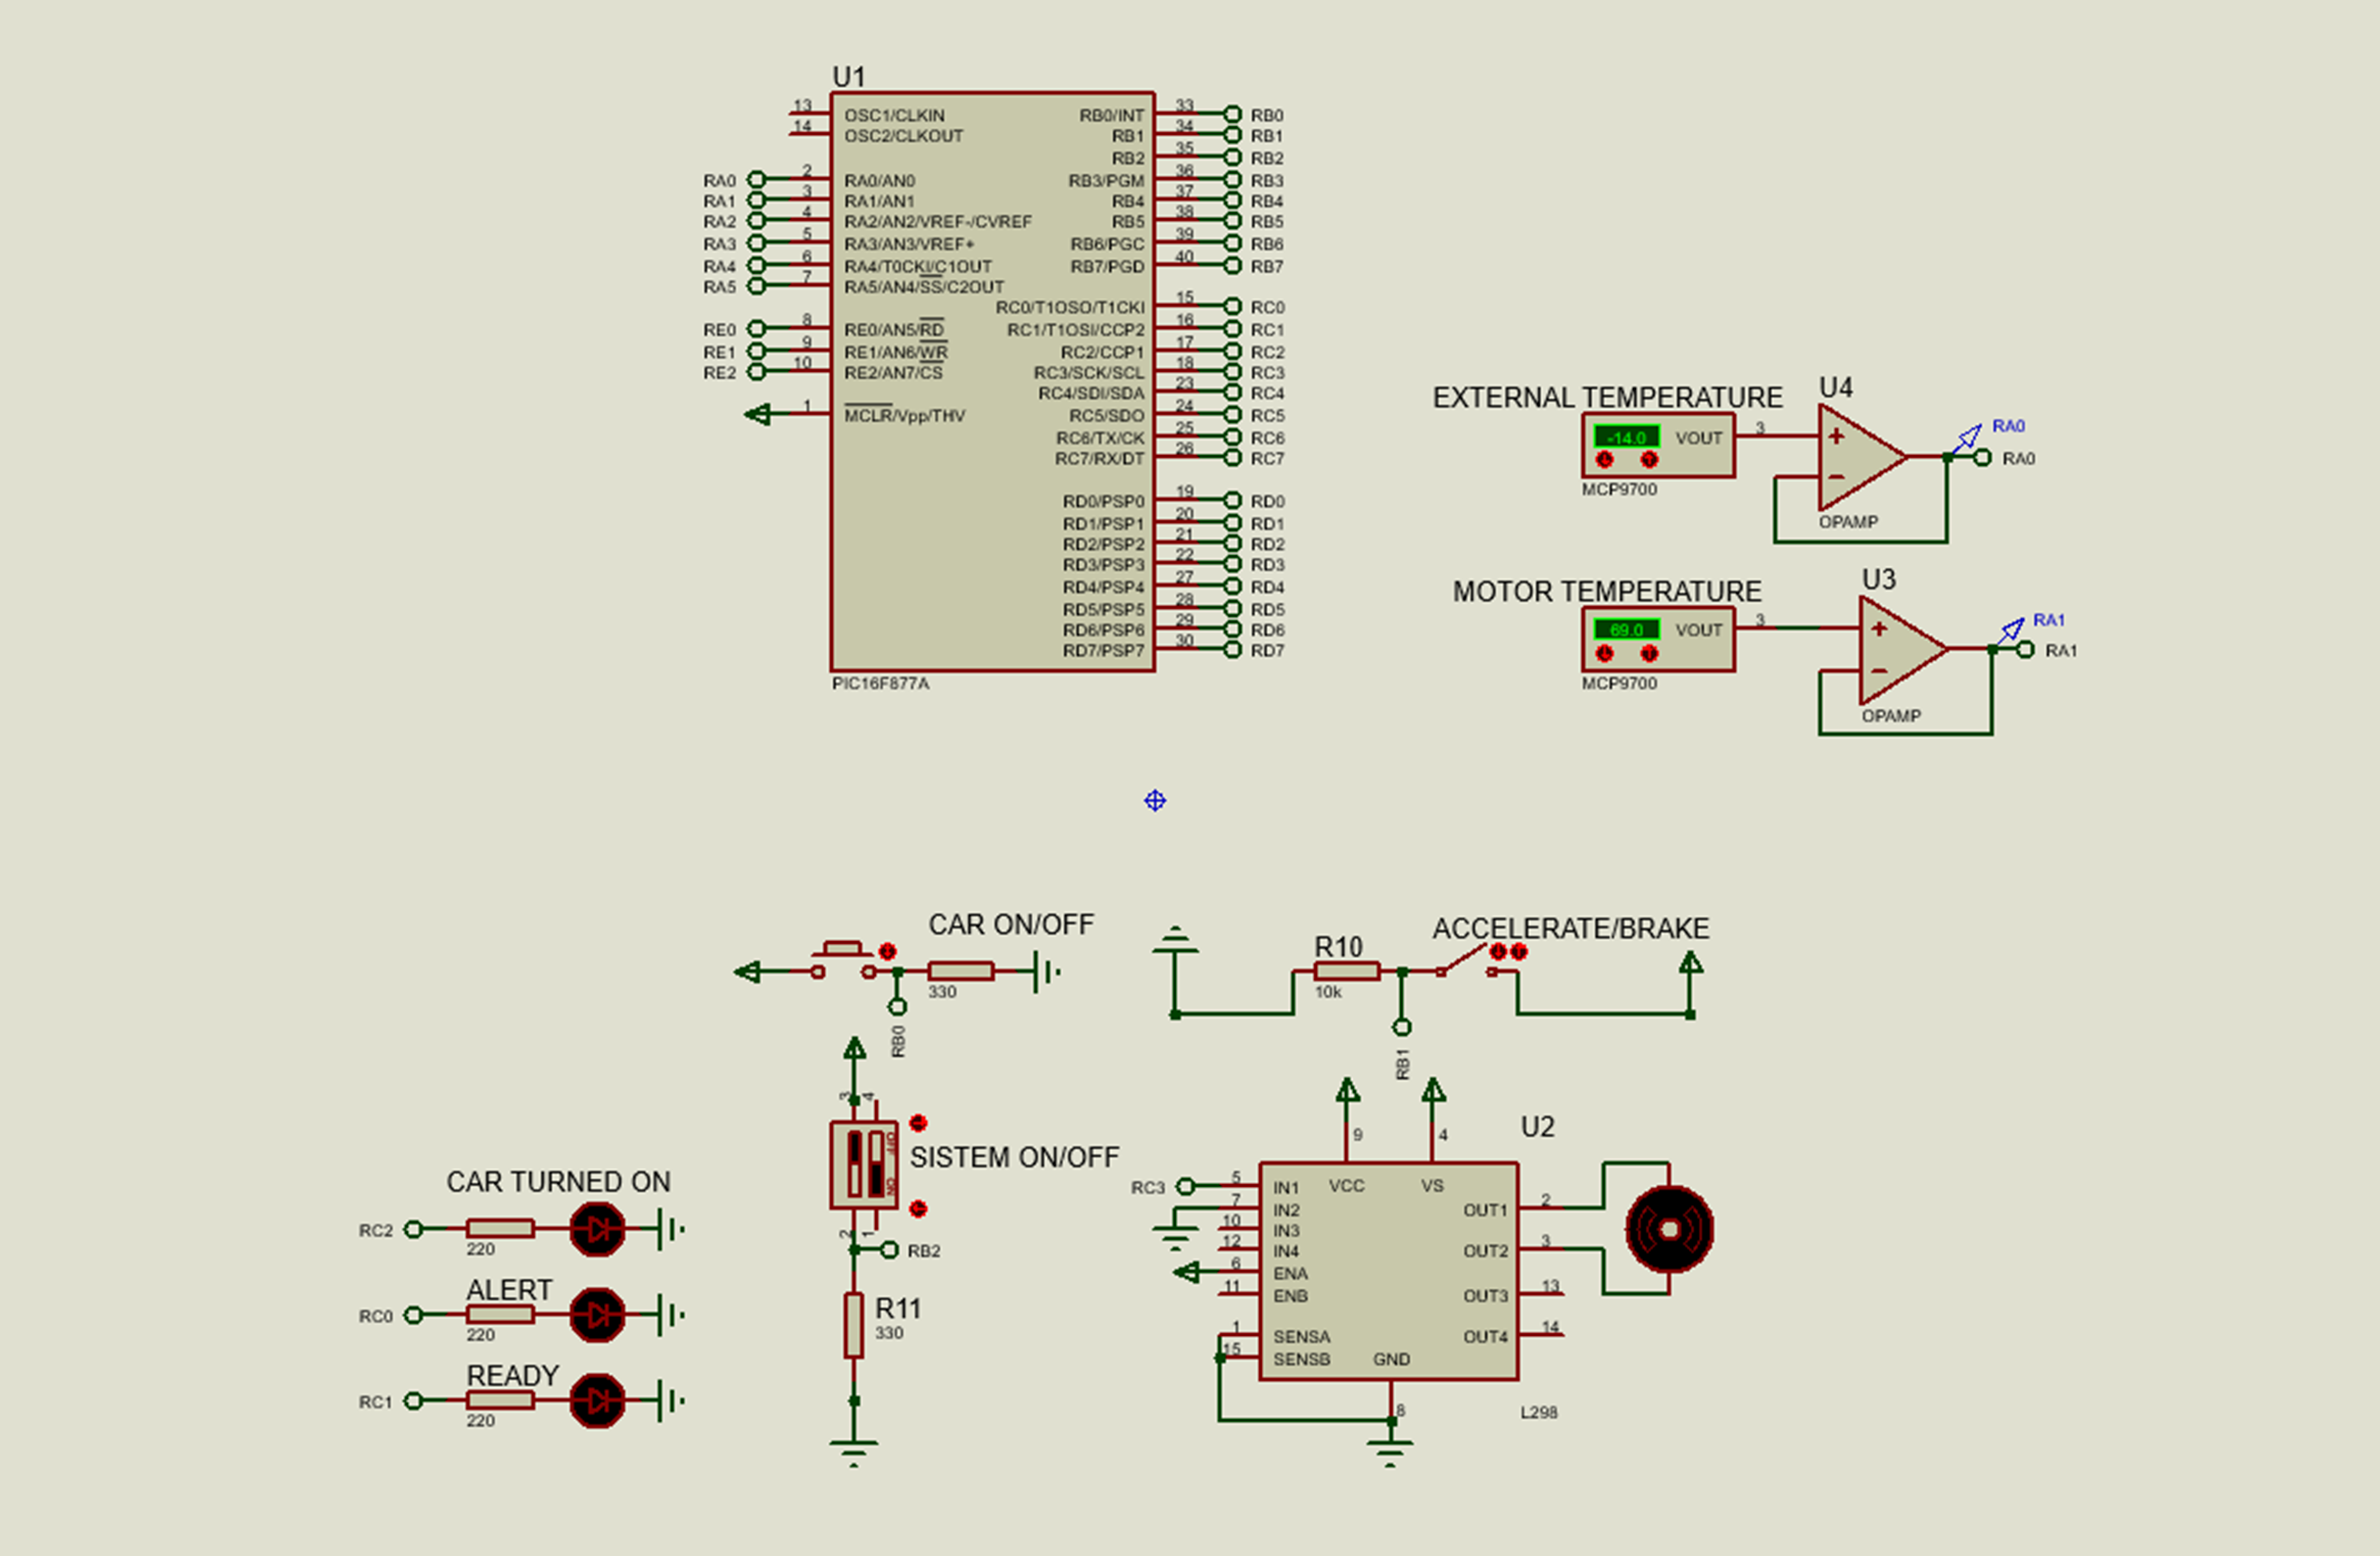 U1
13 OSC1/CLKIN
14 OSC2/CLKOUT
RA0 2 RA0/AN0
RA1 3 RA1/AN1
RA2 4 RA2/AN2/VREF-/CVREF
RA3 5 RA3/AN3/VREF+
RA4 6 RA4/T0CKI/C1OUT
RA5 7 RA5/AN4/SS/C2OUT
RE0 8 RE0/AN5/RD
RE1 9 RE1/AN6/WR
RE2 10 RE2/AN7/CS
1 MCLR/Vpp/THV
RB0/INT 33 RB0
RB1 34 RB1
RB2 35 RB2
RB3/PGM 36 RB3
RB4 37 RB4
RB5 38 RB5
RB6/PGC 39 RB6
RB7/PGD 40 RB7
RC0/T1OSO/T1CKI 15 RC0
RC1/T1OSI/CCP2 16 RC1
RC2/CCP1 17 RC2
RC3/SCK/SCL 18 RC3
RC4/SDI/SDA 23 RC4
RC5/SDO 24 RC5
RC6/TX/CK 25 RC6
RC7/RX/DT 26 RC7
RD0/PSP0 19 RD0
RD1/PSP1 20 RD1
RD2/PSP2 21 RD2
RD3/PSP3 22 RD3
RD4/PSP4 27 RD4
RD5/PSP5 28 RD5
RD6/PSP6 29 RD6
RD7/PSP7 30 RD7
PIC16F877A
EXTERNAL TEMPERATURE
U4
-14.0 VOUT 3
MCP9700
OPAMP
RA0
RA0
MOTOR TEMPERATURE
U3
69.0 VOUT 3
MCP9700
OPAMP
RA1
RA1
CAR ON/OFF
330
RB0
ACCELERATE/BRAKE
R10
10k
RB1
3 4
OFF
ON
SISTEM ON/OFF
2 1
RB2
R11
330
CAR TURNED ON
RC2
220
ALERT
RC0
220
READY
RC1
220
U2
9 4
VCC VS
RC3 5 IN1
7 IN2
10 IN3
12 IN4
6 ENA
11 ENB
1 SENSA
15 SENSB
GND
8
OUT1 2
OUT2 3
OUT3 13
OUT4 14
L298